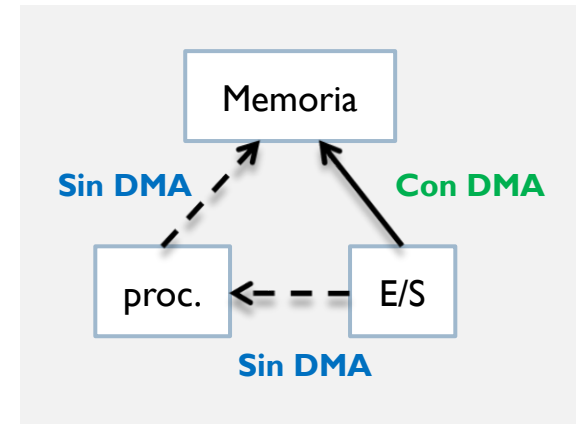 Memoria
Sin DMA
Con DMA
proc.
E/S
Sin DMA